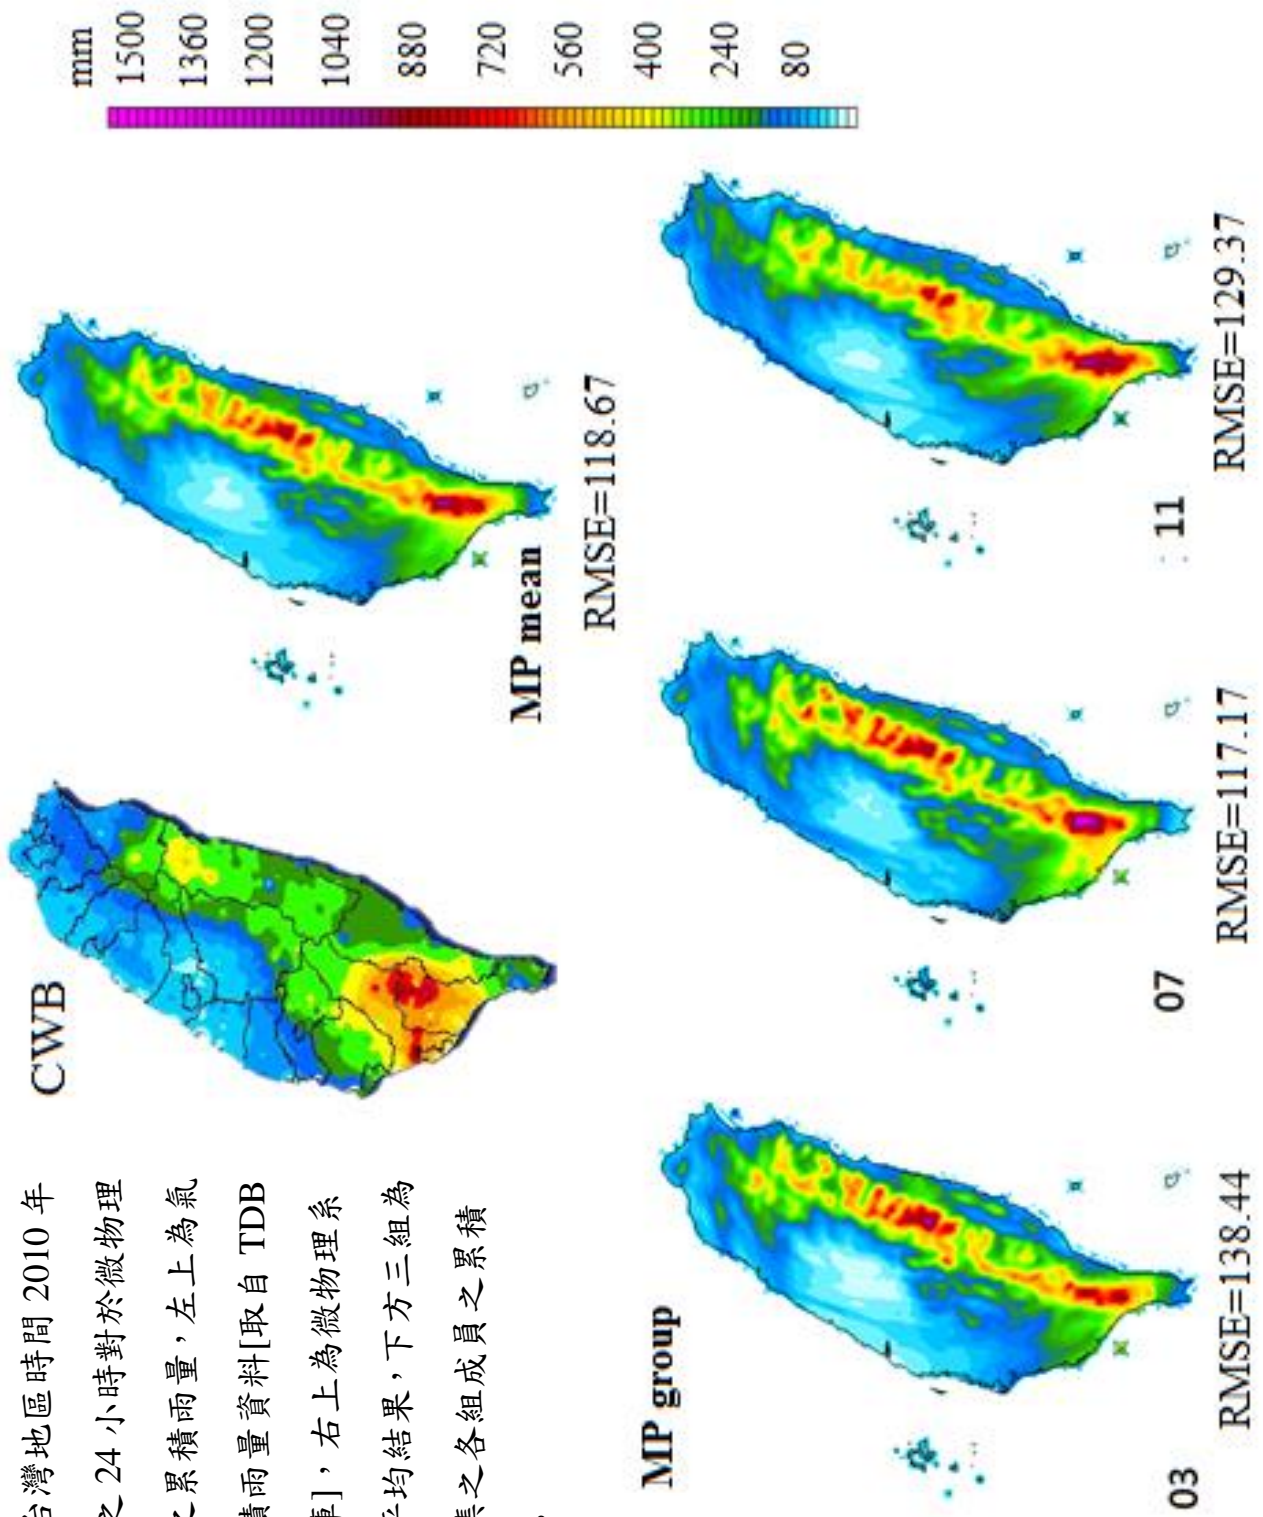 台灣地區時間 2010 年
之 24 小時對於微物理
之累積雨量,左上為氣
積雨量資料[取自 TDB
庫],右上為微物理系
平均結果,下方三組為
集之各組成員之累積
。
CWB
MP mean
RMSE=118.67
mm
1500
1360
1200
1040
880
720
560
400
240
80
MP group
03
RMSE=138.44
07
RMSE=117.17
11
RMSE=129.37